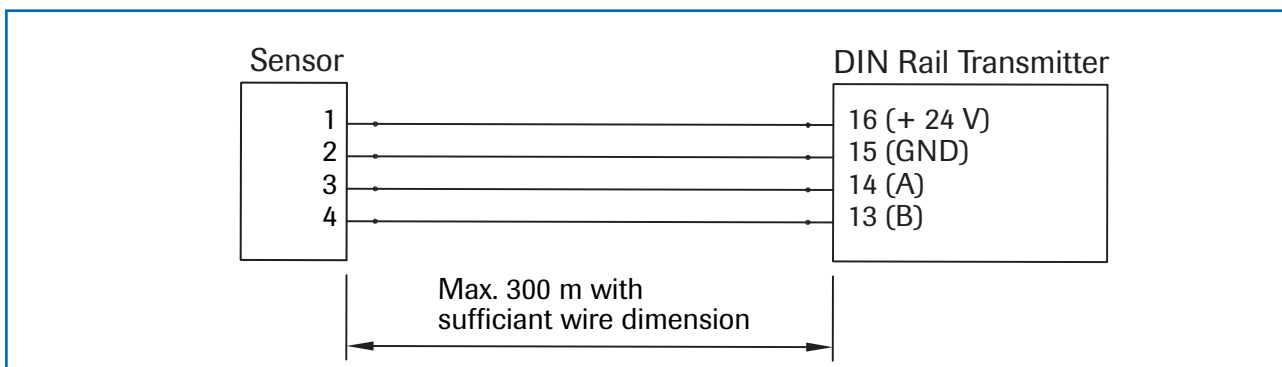 Sensor
DIN Rail Transmitter
1
16 (+ 24 V)
2
15 (GND)
3
14 (A)
4
13 (B)
Max. 300 m with
sufficiant wire dimension